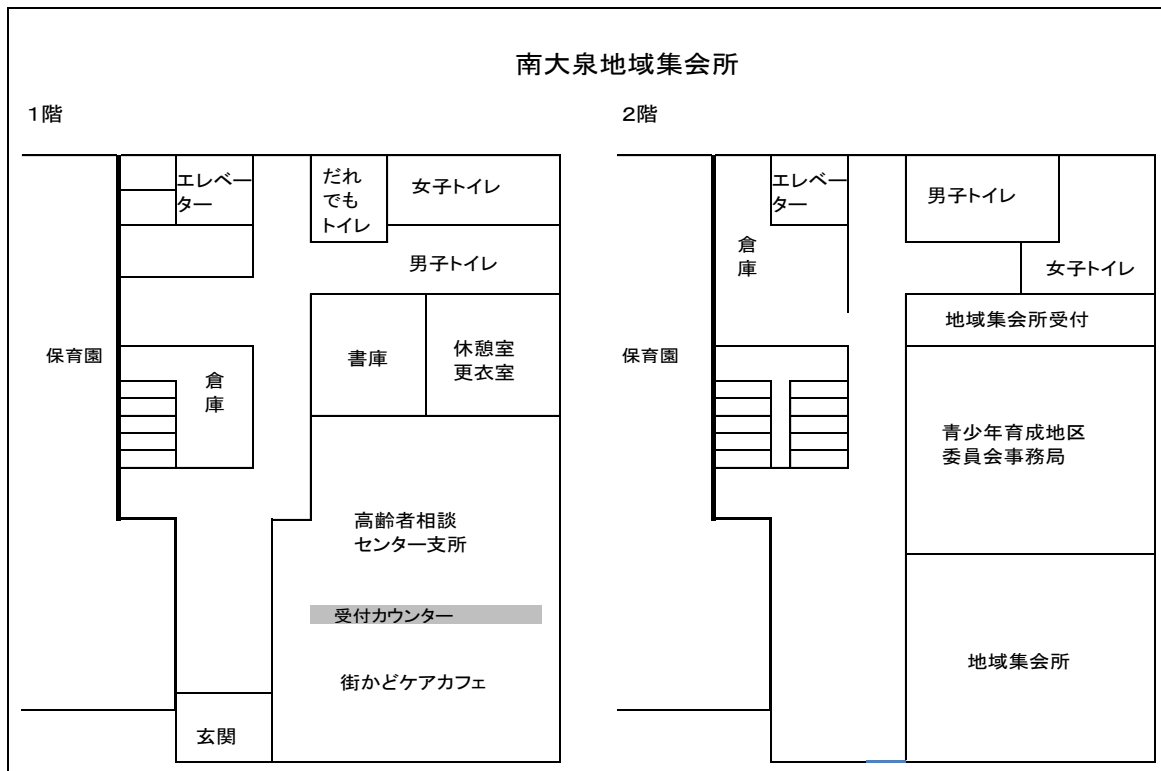 南大泉地域集会所
１階
エレベー
ター
だれ
でも
トイレ
女子トイレ
男子トイレ
保育園
倉
庫
書庫
休憩室
更衣室
高齢者相談
センター支所
受付カウンター
街かどケアカフェ
玄関
２階
エレベー
ター
男子トイレ
倉
庫
女子トイレ
地域集会所受付
保育園
青少年育成地区
委員会事務局
地域集会所